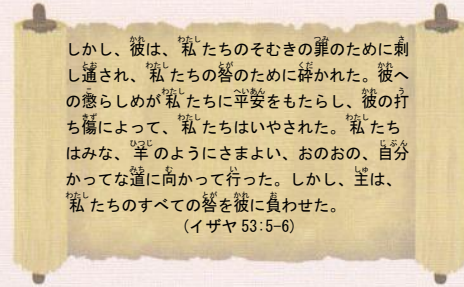 しかし、彼は、私たちのそむきの罪のために刺
し通され、私たちの咎のために砕かれた。彼へ
の懲らしめが私たちに平安をもたらし、彼の打
ち傷によって、私たちはいやされた。私たち
はみな、羊のようにさまよい、おのおの、自分
かってな道に向かって行った。しかし、主は、
私たちのすべての咎を彼に負わせた。
(イザヤ 53:5-6)